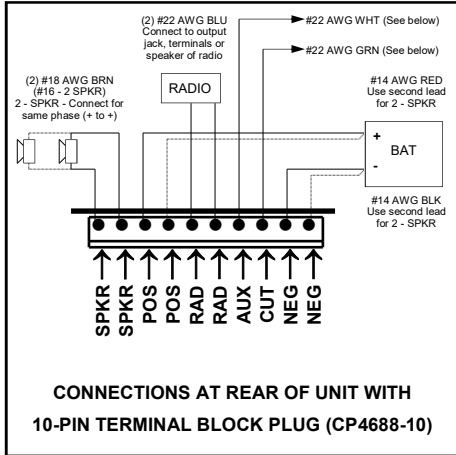 (2) #22 AWG BLU
Connect to output
jack, terminals or
speaker of radio
#22 AWG WHT (See below)
#22 AWG GRN (See below)
(2) #18 AWG BRN
(#16 - 2 SPKR)
2 - SPKR - Connect for
same phase (+ to +)
RADIO
#14 AWG RED
Use second lead
for 2 - SPKR
+
BAT
-
#14 AWG BLK
Use second lead
for 2 - SPKR
SPKR
SPKR
POS
POS
RAD
RAD
AUX
CUT
NEG
NEG
CONNECTIONS AT REAR OF UNIT WITH
10-PIN TERMINAL BLOCK PLUG (CP4688-10)